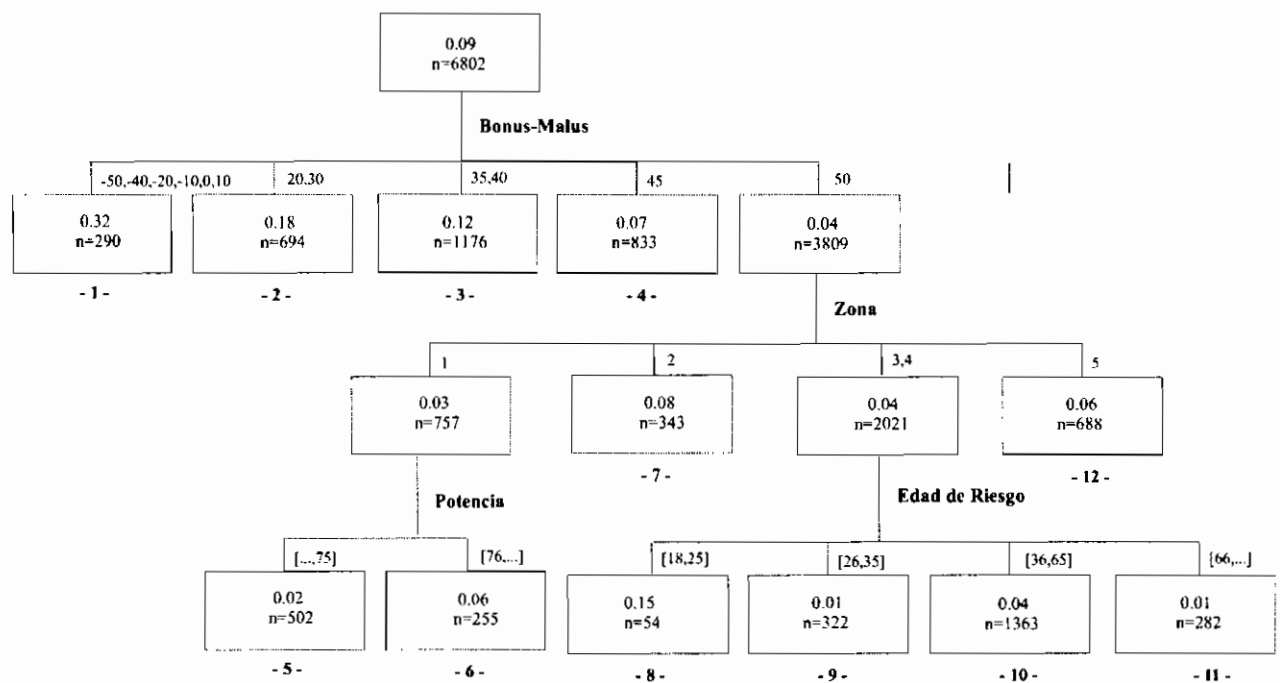 0.09
n=6802
Bonus-Malus
-50,-40,-20,-10,0,10
20,30
35,40
45
50
0.32
n=290
0.18
n=694
0.12
n=1176
0.07
n=833
0.04
n=3809
- 1 -
- 2 -
- 3 -
- 4 -
Zona
1
2
3,4
5
0.03
n=757
0.08
n=343
0.04
n=2021
0.06
n=688
- 7 -
- 12 -
Potencia
Edad de Riesgo
[...,75]
[76,...]
[18,25]
[26,35]
[36,65]
[66,...]
0.02
n=502
0.06
n=255
0.15
n=54
0.01
n=322
0.04
n=1363
0.01
n=282
- 5 -
- 6 -
- 8 -
- 9 -
- 10 -
- 11 -